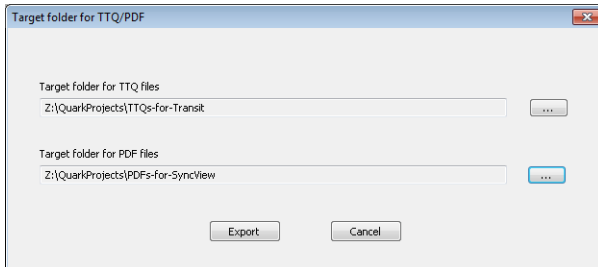 Target folder for TTQ/PDF
Target folder for TTQ files
Z:\QuarkProjects\TTQs-for-Transit
...
Target folder for PDF files
Z:\QuarkProjects\PDFs-for-SyncView
...
Export Cancel